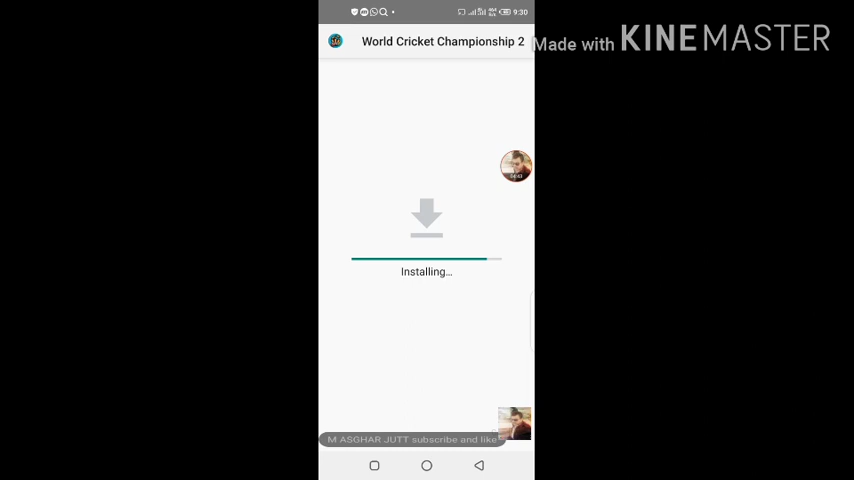 9:30
World Cricket Championship 2
Made with KINEMASTER
Installing...
M ASGHAR JUTT subscribe and like